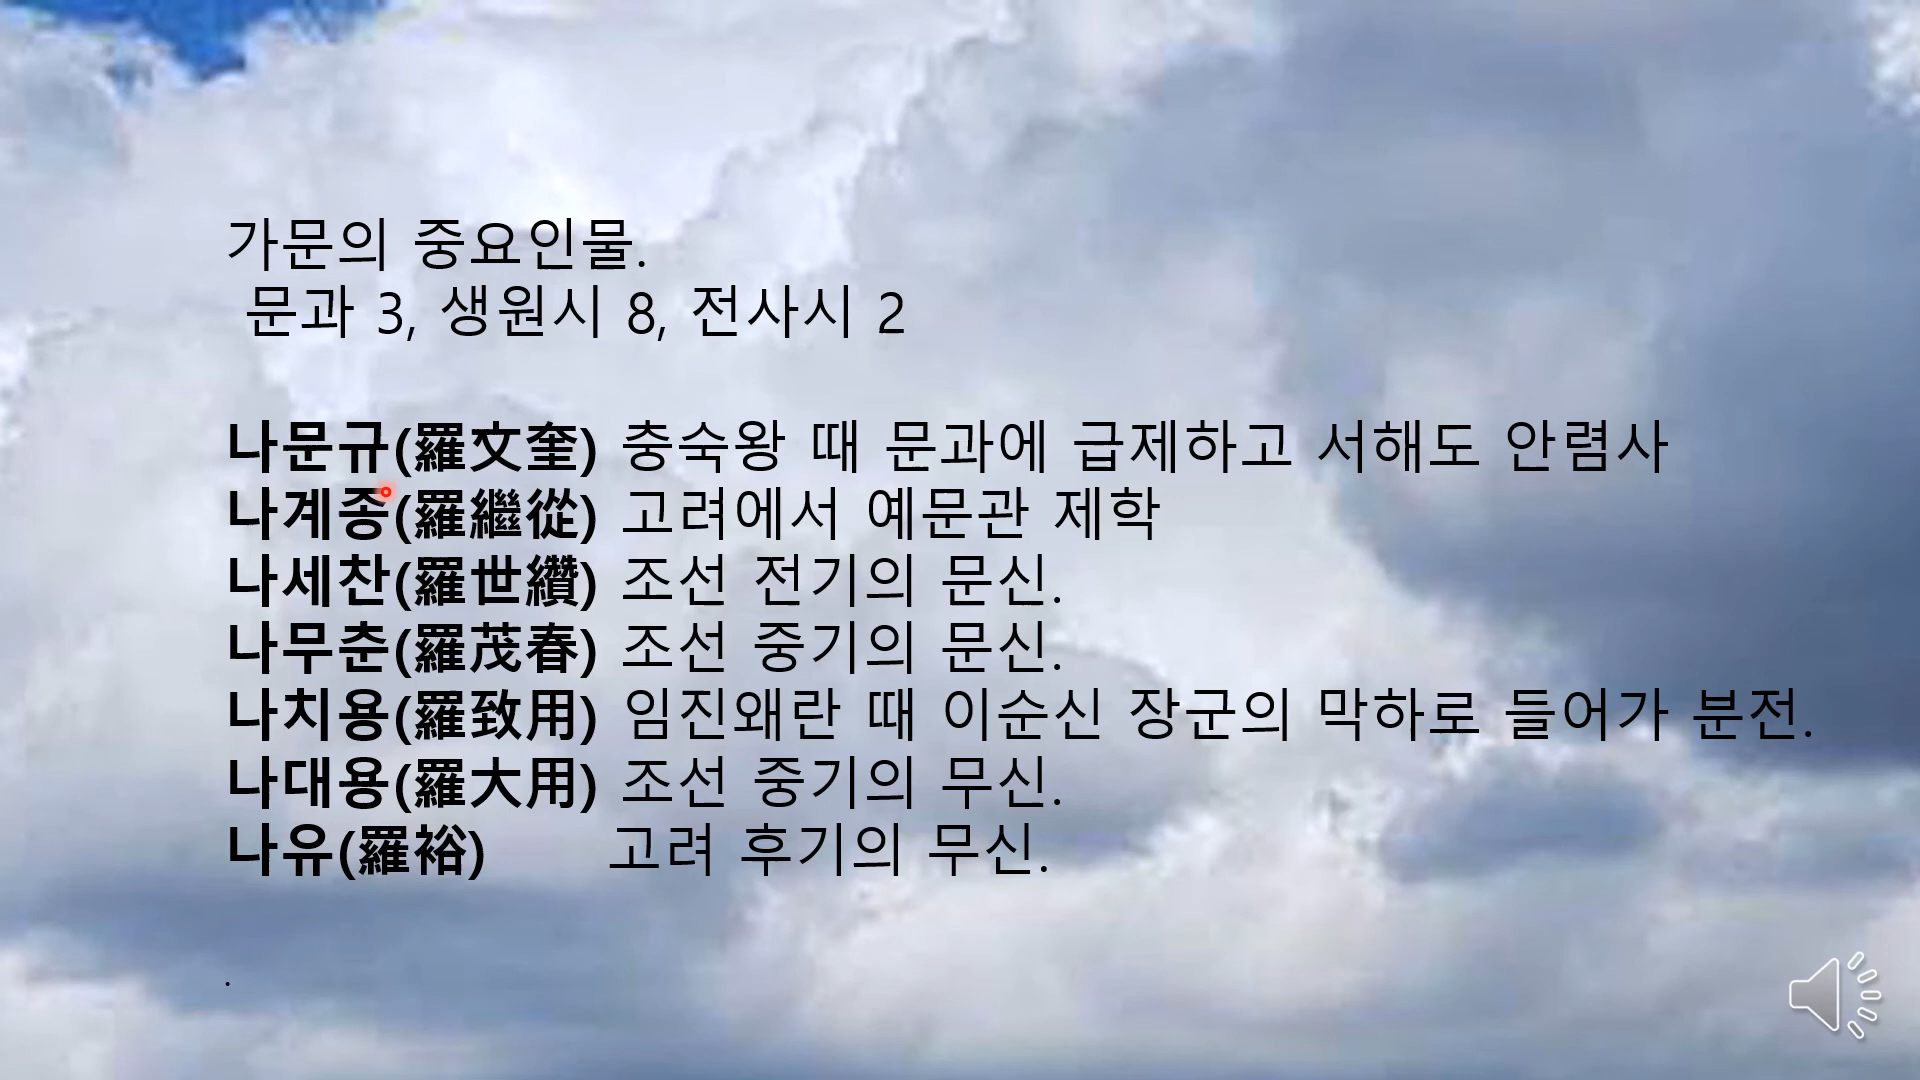 가문의 중요인물.
문과 3, 생원시 8, 전사시 2
나문규(羅文奎) 충숙왕 때 문과에 급제하고 서해도 안렴사
나계종(羅繼從) 고려에서 예문관 제학
나세찬(羅世纘) 조선 전기의 문신.
나무춘(羅茂春) 조선 중기의 문신.
나치용(羅致用) 임진왜란 때 이순신 장군의 막하로 들어가 분전.
나대용(羅大用) 조선 중기의 무신.
나유(羅裕) 고려 후기의 무신.
.